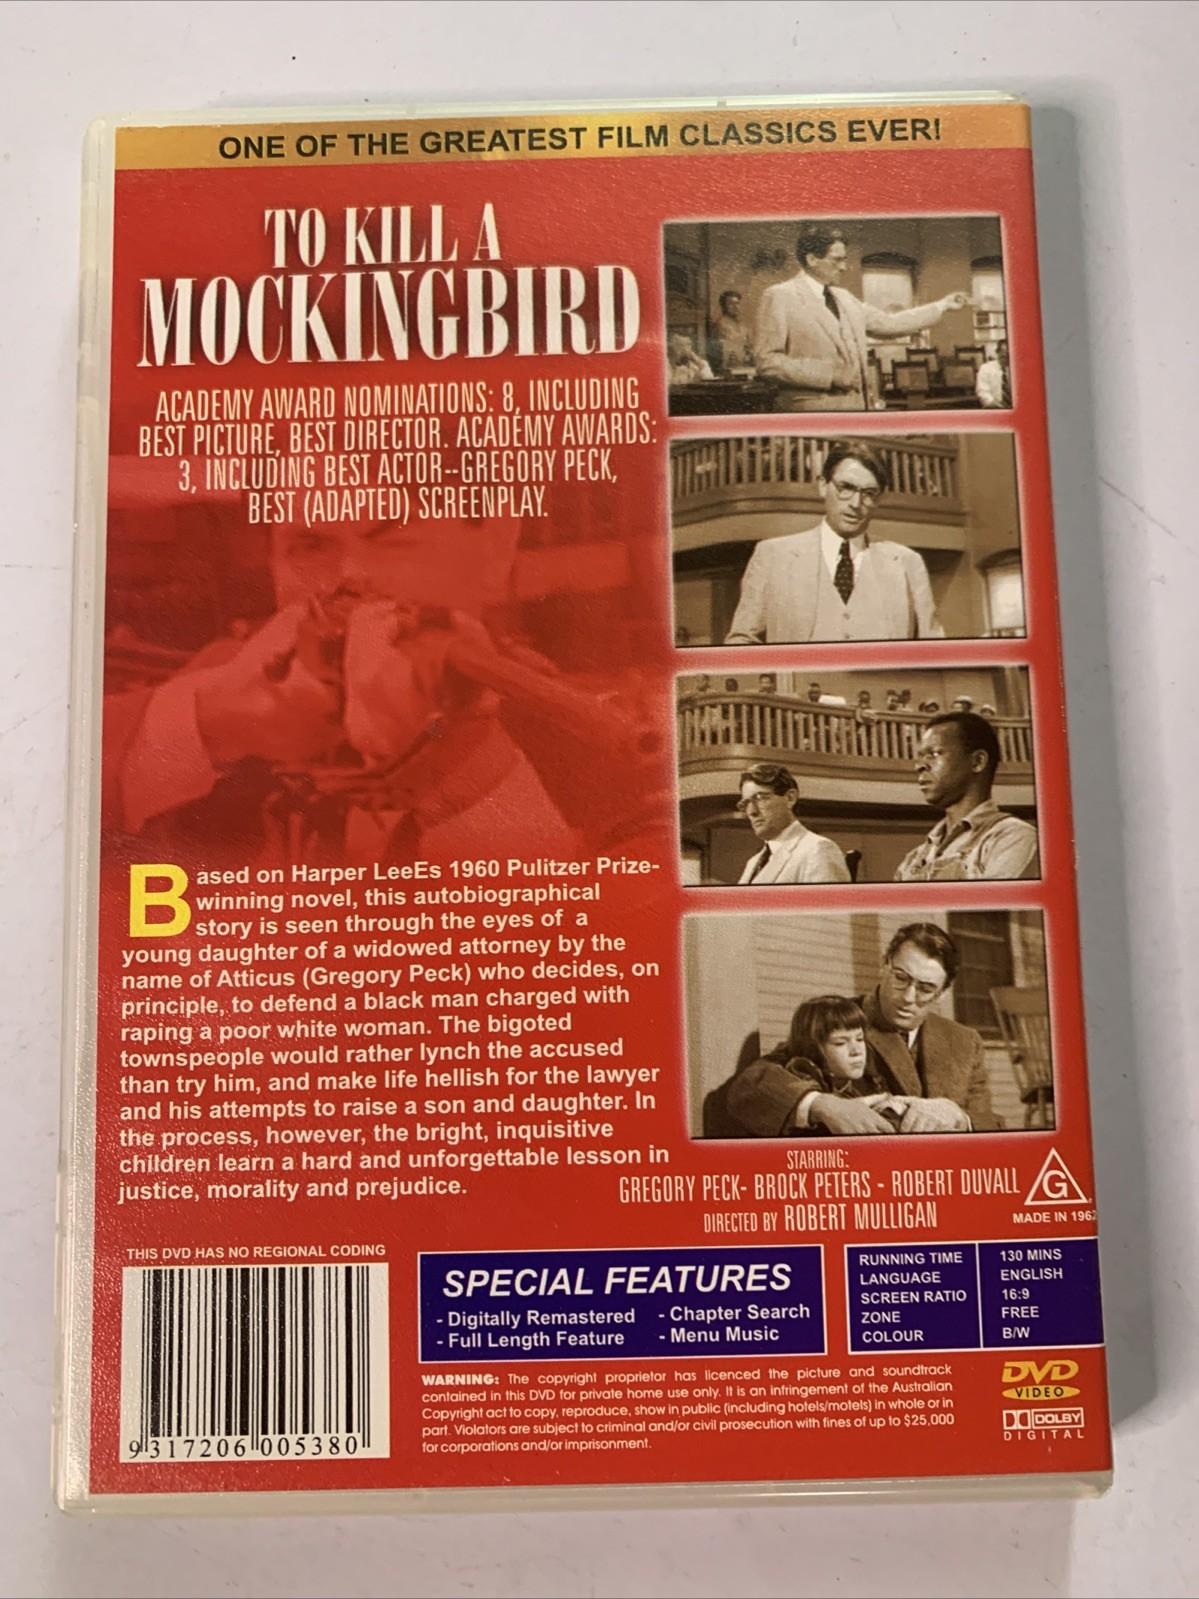 ONE OF THE GREATEST FILM CLASSICS EVER!
TO KILL A
MOCKINGBIRD
ACADEMY AWARD NOMINATIONS: 8, INCLUDING
BEST PICTURE, BEST DIRECTOR. ACADEMY AWARDS:
3, INCLUDING BEST ACTOR--GREGORY PECK,
BEST (ADAPTED) SCREENPLAY.
Based on Harper LeeEs 1960 Pulitzer Prize-
winning novel, this autobiographical
story is seen through the eyes of a
young daughter of a widowed attorney by the
name of Atticus (Gregory Peck) who decides, on
principle, to defend a black man charged with
raping a poor white woman. The bigoted
townspeople would rather lynch the accused
than try him, and make life hellish for the lawyer
and his attempts to raise a son and daughter. In
the process, however, the bright, inquisitive
children learn a hard and unforgettable lesson in
justice, morality and prejudice.
STARRING:
GREGORY PECK- BROCK PETERS - ROBERT DUVALL
DIRECTED BY ROBERT MULLIGAN
G
MADE IN 1962
THIS DVD HAS NO REGIONAL CODING
9 317206 005380
SPECIAL FEATURES
- Digitally Remastered - Chapter Search
- Full Length Feature - Menu Music
RUNNING TIME 130 MINS
LANGUAGE ENGLISH
SCREEN RATIO 16:9
ZONE FREE
COLOUR B/W
WARNING: The copyright proprietor has licenced the picture and soundtrack
contained in this DVD for private home use only. It is an infringement of the Australian
Copyright act to copy, reproduce, show in public (including hotels/motels) in whole or in
part. Violators are subject to criminal and/or civil prosecution with fines of up to $25,000
for corporations and/or imprisonment.
DVD
VIDEO
DOLBY
DIGITAL